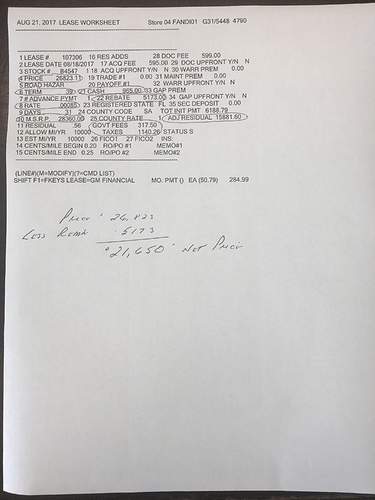 AUG 21, 2017 LEASE WORKSHEET Store 04 FANDI01 G31/5448 4790
1 LEASE # 107306 16 RES ADDS 28 DOC FEE 599.00
2 LEASE DATE 08/18/2017 17 ACQ FEE 595.00 29 DOC UPFRONT Y/N N
3 STOCK # B4547 18 ACQ UPFRONT Y/N N 30 WARR PREM 0.00
4 PRICE 26823.11 19 TRADE #1 0.00 31 MAINT PREM 0.00
5 ROAD HAZAR 20 PAYOFF #1 32 WARR UPFRONT Y/N N
6 TERM 39 21 CASH 965.00 33 GAP PREM
7 # ADVANCE PYMT 1 22 REBATE 5173.00 34 GAP UPFRONT Y/N N
8 RATE .00085 23 REGISTERED STATE FL 35 SEC DEPOSIT 0.00
9 DAYS 31 24 COUNTY CODE SA TOT INIT PMT 6188.79
10 M.S.R.P. 28360.00 25 COUNTY RATE 1 ADJ RESIDUAL 15881.60
11 RESIDUAL .56 GOVT FEES 317.50
12 ALLOW MI/YR 10000 TAXES 1140.26 STATUS S
13 EST MI/YR 10000 26 FICO1 27 FICO2 INS:
14 CENTS/MILE BEGIN 0.20 RO/IPO #1 MEMO#1
15 CENTS/MILE END 0.25 RO/IPO #2 MEMO#2
(LINE#)(M=MODIFY)(?=CMD LIST)
SHIFT F1=FKEYS LEASE=GM FINANCIAL MO. PMT () EA (50.79) 284.99
Price 26,823
Less 5173
21,650 Net Price